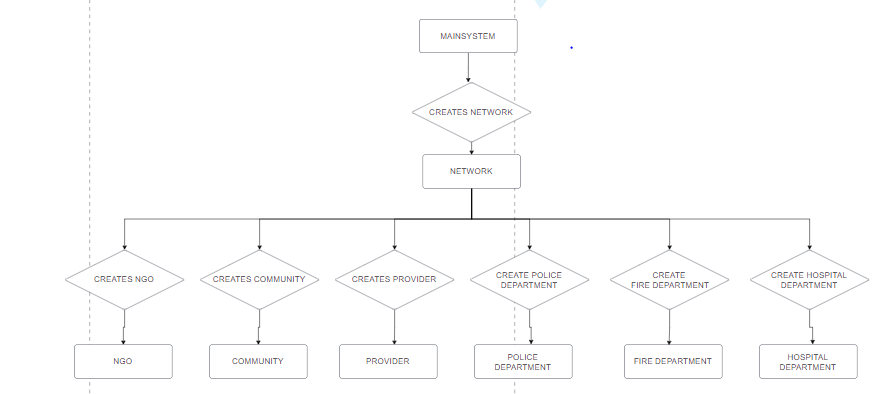 MAINSYSTEM
CREATES NETWORK
NETWORK
CREATES NGO
CREATES COMMUNITY
CREATES PROVIDER
CREATE POLICE
DEPARTMENT
CREATE
FIRE DEPARTMENT
CREATE HOSPITAL
DEPARTMENT
NGO
COMMUNITY
PROVIDER
POLICE
DEPARTMENT
FIRE DEPARTMENT
HOSPITAL
DEPARTMENT